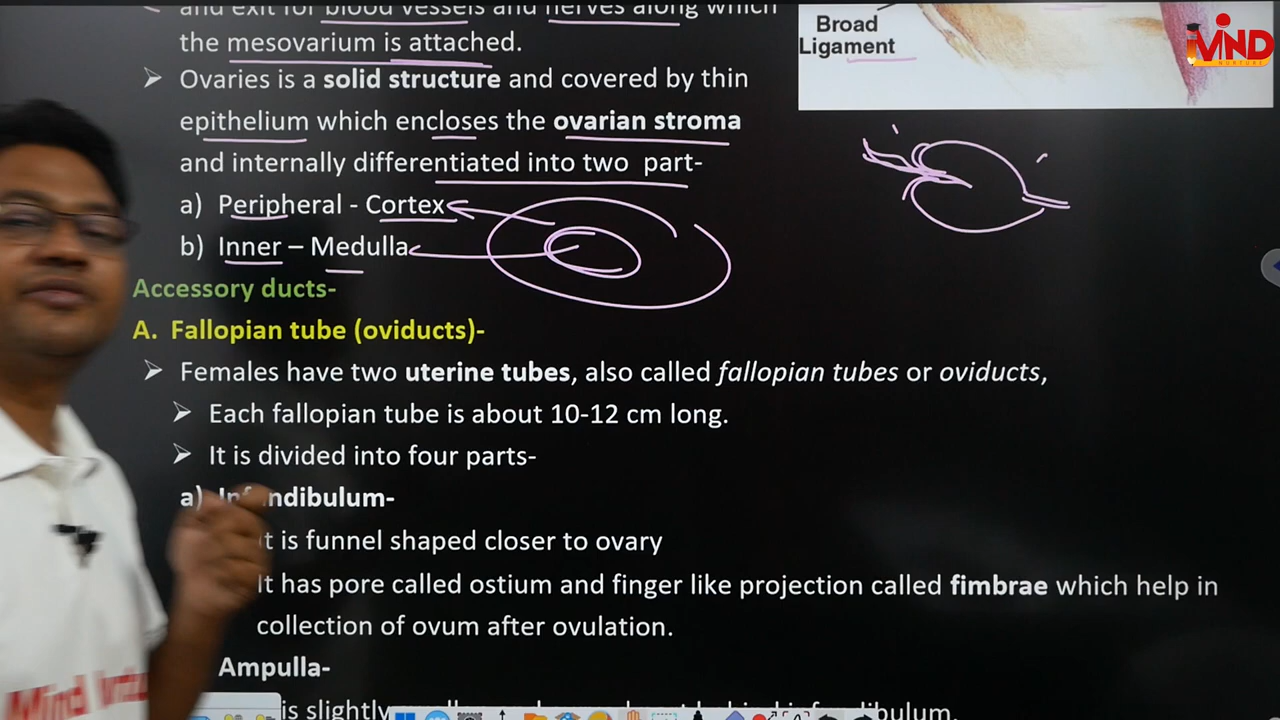 and exit for blood vessels and nerves along which
the mesovarium is attached.
➢ Ovaries is a solid structure and covered by thin
epithelium which encloses the ovarian stroma
and internally differentiated into two part-
a) Peripheral - Cortex
b) Inner – Medulla
Accessory ducts-
A. Fallopian tube (oviducts)-
➢ Females have two uterine tubes, also called fallopian tubes or oviducts,
➢ Each fallopian tube is about 10-12 cm long.
➢ It is divided into four parts-
a) Infundibulum-
It is funnel shaped closer to ovary
It has pore called ostium and finger like projection called fimbrae which help in
collection of ovum after ovulation.
Ampulla-
is slightly
Broad
Ligament
MIND
NURTURE
Mind